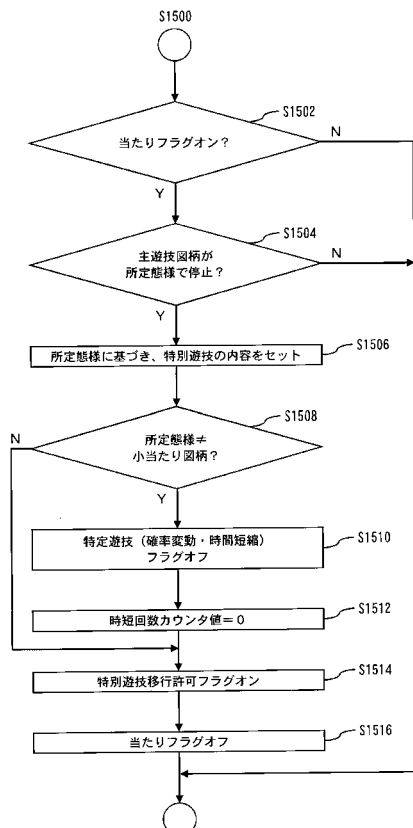 S1500
S1502
当たりフラグオン?
N
Y
S1504
主遊技図柄が
所定態様で停止?
N
Y
S1506
所定態様に基づき、特別遊技の内容をセット
S1508
所定態様≠
小当たり図柄?
N
Y
S1510
特定遊技(確率変動・時間短縮)
フラグオフ
S1512
時短回数カウンタ値=0
S1514
特別遊技移行許可フラグオン
S1516
当たりフラグオフ